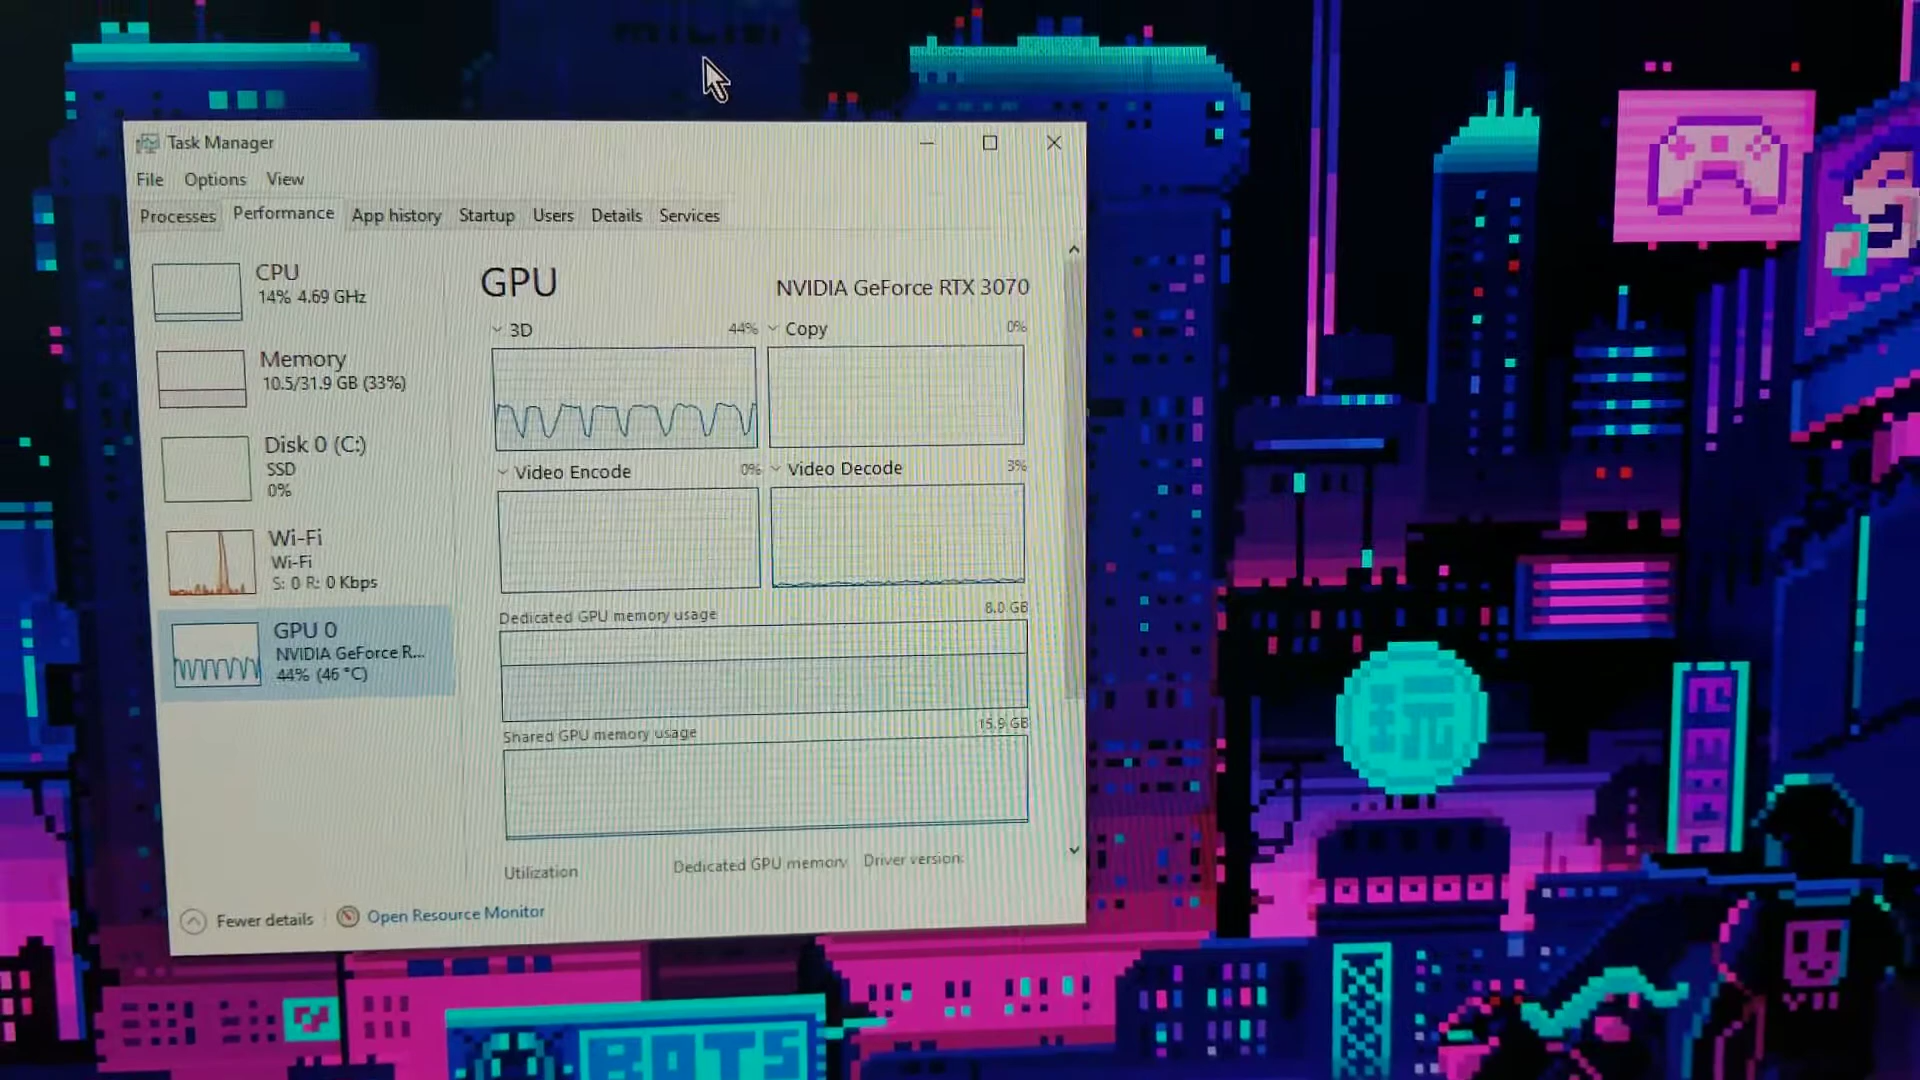 Task Manager
File Options View
Processes Performance App history Startup Users Details Services
CPU
14% 4.69 GHz
Memory
10.5/31.9 GB (33%)
Disk 0 (C:)
SSD
0%
Wi-Fi
Wi-Fi
S: 0 R: 0 Kbps
GPU 0
NVIDIA GeForce R...
44% (46 °C)
GPU NVIDIA GeForce RTX 3070
3D 44% Copy 0%
Video Encode 0% Video Decode 3%
Dedicated GPU memory usage 8.0 GB
Shared GPU memory usage 15.9 GB
Utilization Dedicated GPU memory Driver version:
Fewer details Open Resource Monitor
玩
BOTS